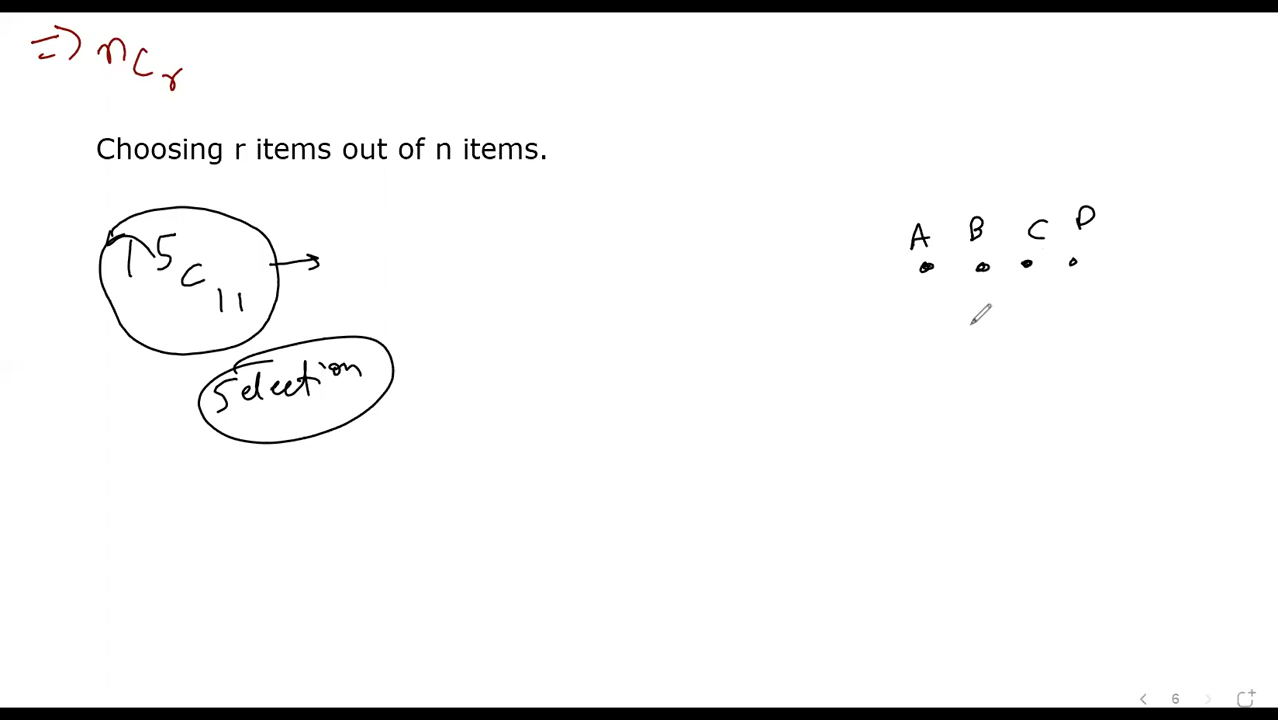 => nCr
Choosing r items out of n items.
15C11
A B C D
Selection
6